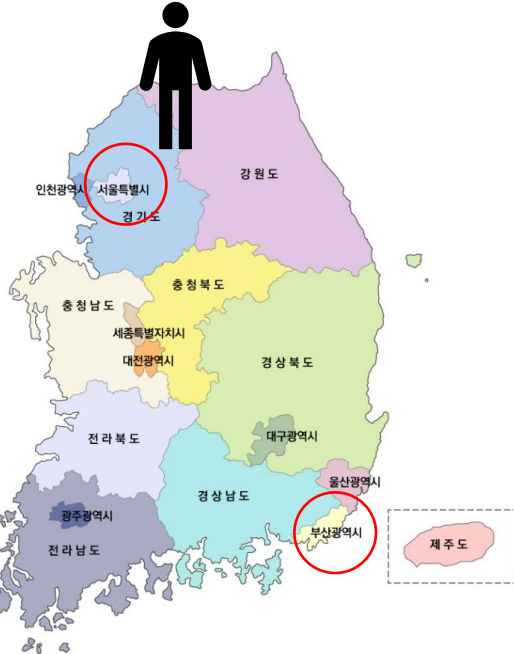 강원도
인천광역시
서울특별시
경기도
충청북도
충청남도
세종특별자치시
대전광역시
경상북도
전라북도
대구광역시
울산광역시
경상남도
광주광역시
부산광역시
제주도
전라남도